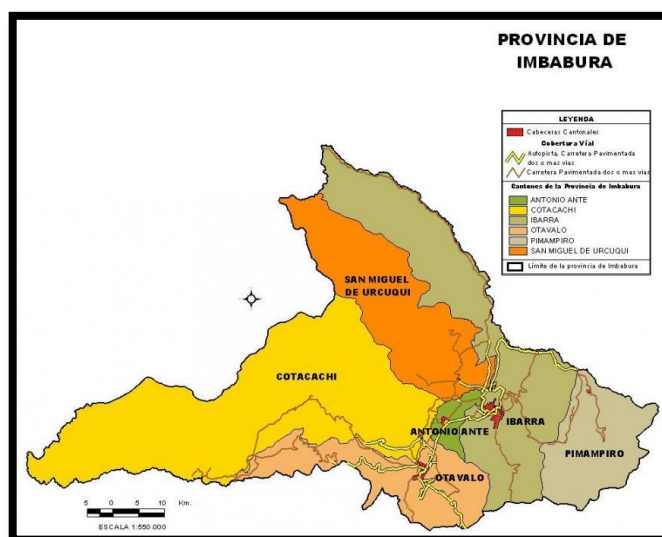 PROVINCIA DE
IMBABURA
LEYENDA
Cabeceras Cantonales
Cobertura Víal
Autopista, Carretera Pavimentada
dos o mas vias
Carretera Pavimentada dos o mas vias
Cantones de la Provincia de Imbabura
ANTONIO ANTE
COTACACHI
IBARRA
OTAVALO
PIMAMPIRO
SAN MIGUEL DE URCUQUI
Límite de la provincia de Imbabura
SAN MIGUEL
DE URCUQUI
COTACACHI
ANTONIO ANTE
IBARRA
PIMAMPIRO
OTAVALO
5 0 5 10 Km.
ESCALA 1:550.000